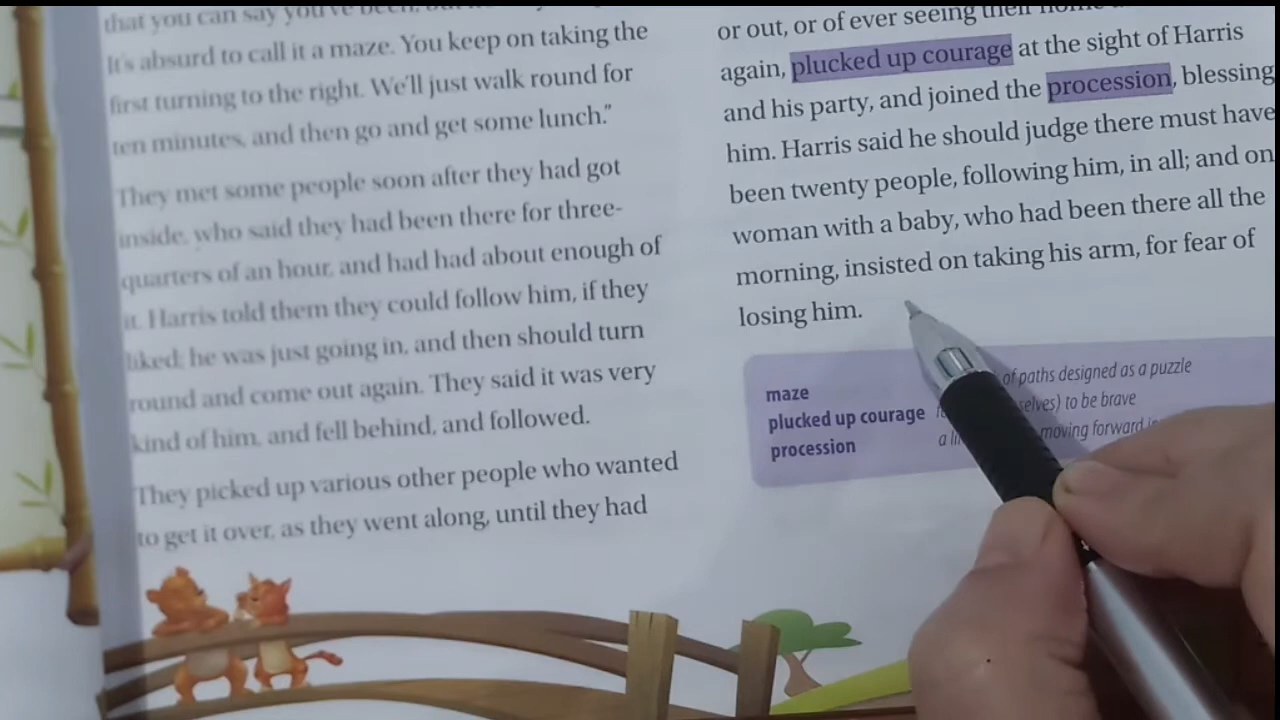 that you can say you've been, but
It's absurd to call it a maze. You keep on taking the
first turning to the right. We'll just walk round for
ten minutes, and then go and get some lunch."
They met some people soon after they had got
inside, who said they had been there for three-
quarters of an hour, and had had about enough of
it. Harris told them they could follow him, if they
liked; he was just going in, and then should turn
round and come out again. They said it was very
kind of him, and fell behind, and followed.
They picked up various other people who wanted
to get it over, as they went along, until they had
or out, or of ever seeing their home
again, plucked up courage at the sight of Harris
and his party, and joined the procession, blessing
him. Harris said he should judge there must have
been twenty people, following him, in all; and on
woman with a baby, who had been there all the
morning, insisted on taking his arm, for fear of
losing him.
maze of paths designed as a puzzle
plucked up courage to be brave
procession moving forward